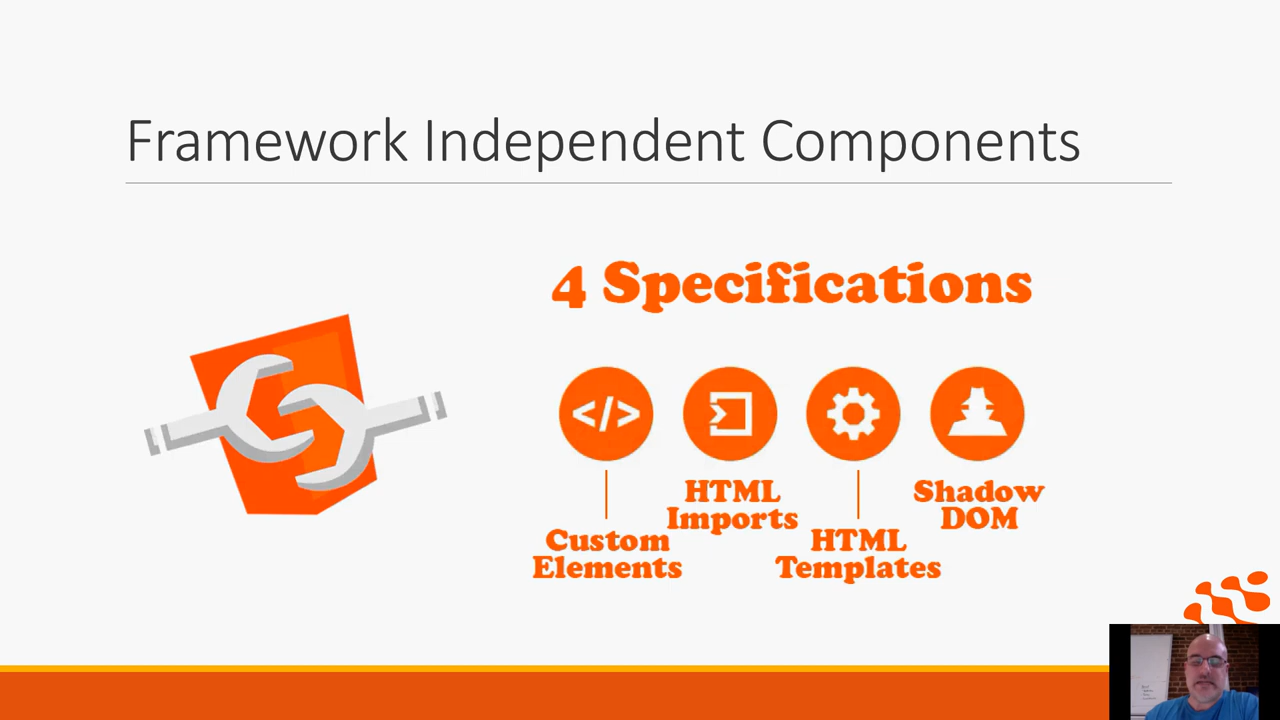 Framework Independent Components
4 Specifications
</>
HTML
Imports
Shadow
DOM
Custom
Elements
HTML
Templates